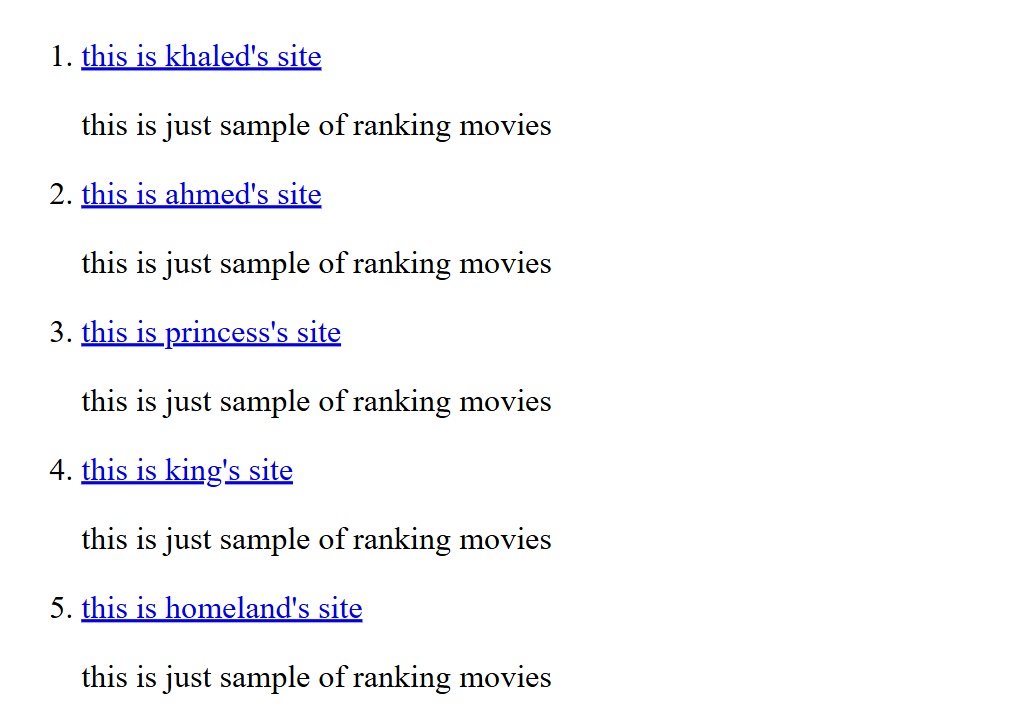 1. this is khaled's site
this is just sample of ranking movies
2. this is ahmed's site
this is just sample of ranking movies
3. this is princess's site
this is just sample of ranking movies
4. this is king's site
this is just sample of ranking movies
5. this is homeland's site
this is just sample of ranking movies